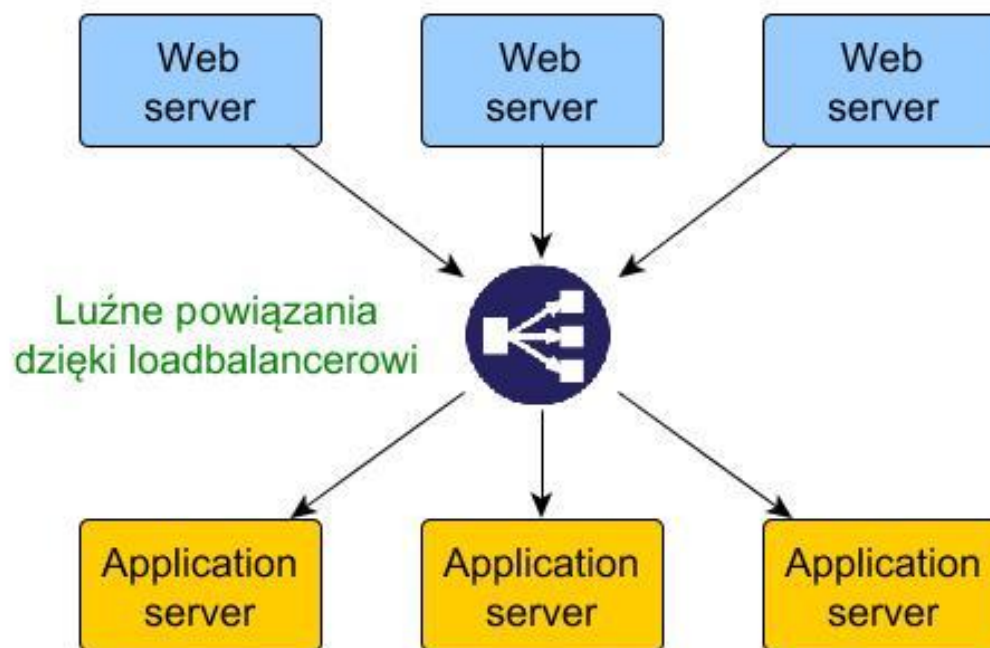 Web
server
Web
server
Web
server
Luźne powiązania
dzięki loadbalancerowi
Application
server
Application
server
Application
server